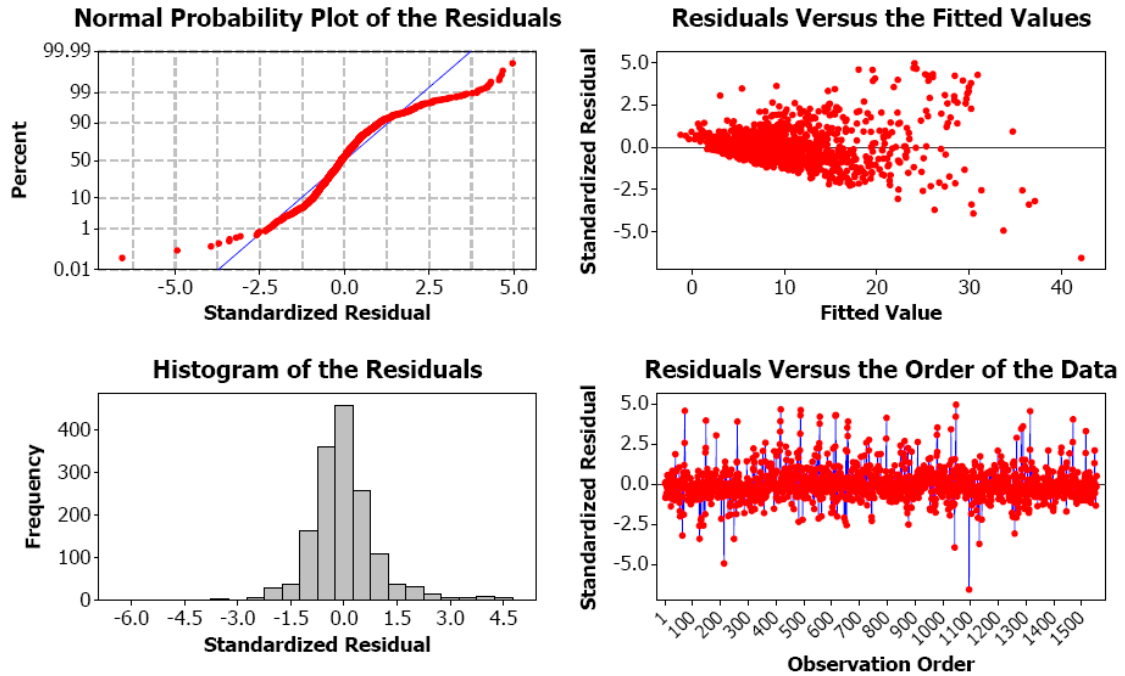 Normal Probability Plot of the Residuals
99.99
99
90
50
10
1
0.01
Percent
-5.0 -2.5 0.0 2.5 5.0
Standardized Residual
Residuals Versus the Fitted Values
5.0
2.5
0.0
-2.5
-5.0
Standardized Residual
0 10 20 30 40
Fitted Value
Histogram of the Residuals
400
300
200
100
0
Frequency
-6.0 -4.5 -3.0 -1.5 0.0 1.5 3.0 4.5
Standardized Residual
Residuals Versus the Order of the Data
5.0
2.5
0.0
-2.5
-5.0
Standardized Residual
1 100 200 300 400 500 600 700 800 900 1000 1100 1200 1300 1400 1500
Observation Order